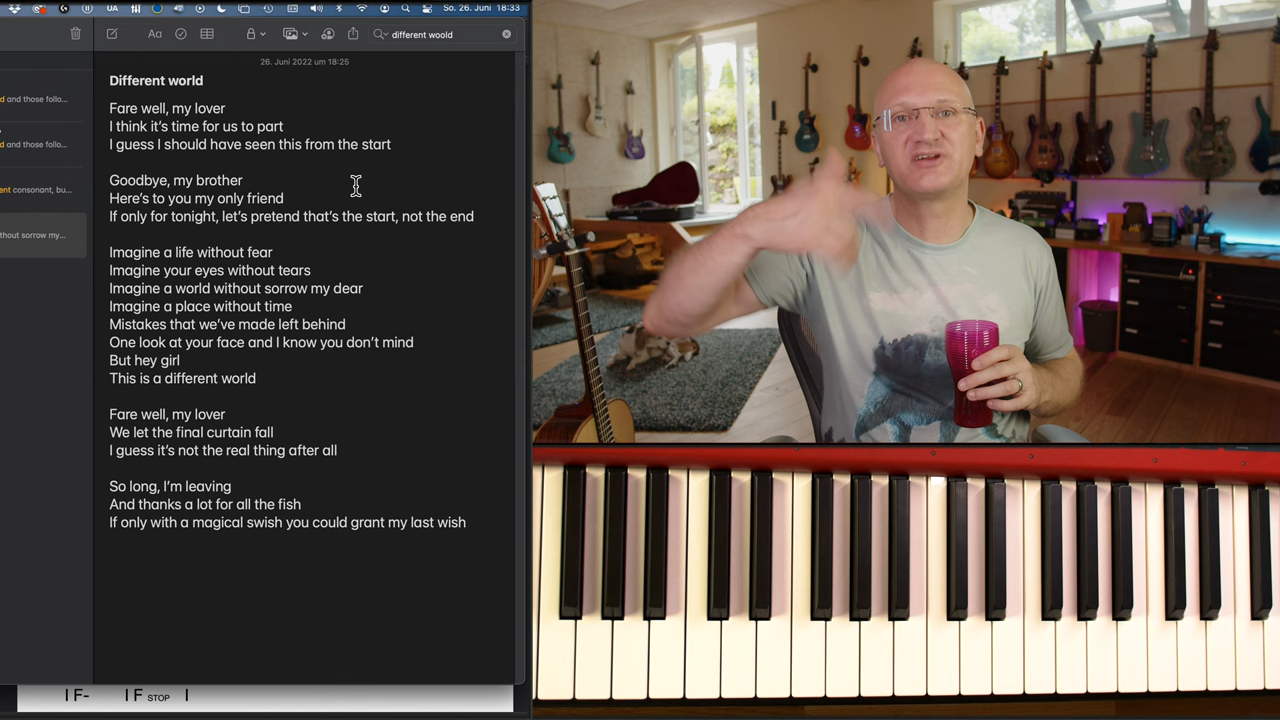 UA
So. 26. Juni 18:33
Aa
different woold
26. Juni 2022 um 18:25
Different world
and those follo...
Fare well, my lover
I think it's time for us to part
I guess I should have seen this from the start
and those follo...
consonant, bu...
Goodbye, my brother
Here's to you my only friend
If only for tonight, let's pretend that's the start, not the end
without sorrow my...
Imagine a life without fear
Imagine your eyes without tears
Imagine a world without sorrow my dear
Imagine a place without time
Mistakes that we've made left behind
One look at your face and I know you don't mind
But hey girl
This is a different world
Fare well, my lover
We let the final curtain fall
I guess it's not the real thing after all
So long, I'm leaving
And thanks a lot for all the fish
If only with a magical swish you could grant my last wish
| F- | F STOP |